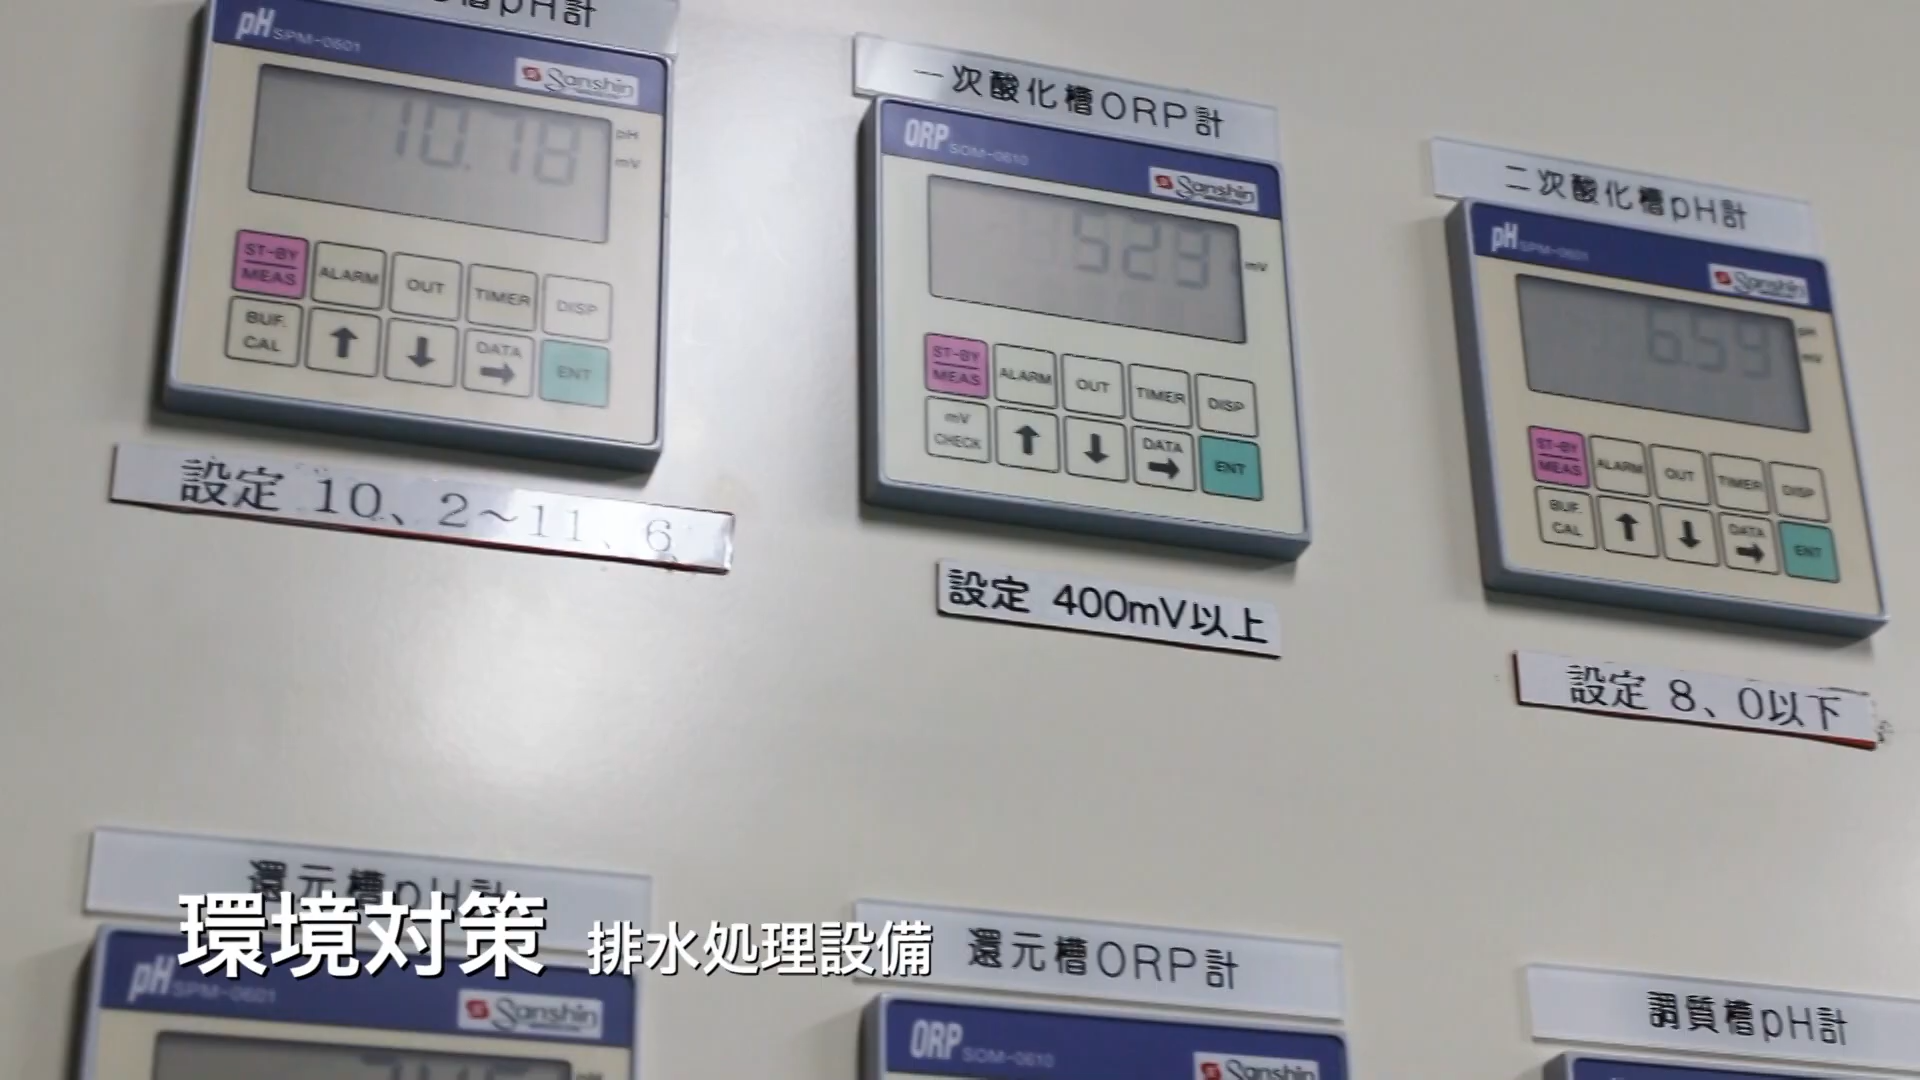 槽pH計
pH SPM-0601
Sanshin
10.78
pH
mV
ST-BY
MEAS
ALARM
OUT
TIMER
DISP
BUF.
CAL
DATA
ENT
設定 10、2～11、6
一次酸化槽ORP計
ORP SOM-0610
Sanshin
523
mV
ST-BY
MEAS
ALARM
OUT
TIMER
DISP
mV
CHECK
DATA
ENT
設定 400mV以上
二次酸化槽pH計
pH SPM-0601
Sanshin
6.59
pH
mV
ST-BY
MEAS
ALARM
OUT
TIMER
DISP
BUF.
CAL
DATA
ENT
設定 8、0以下
還元槽pH計
pH SPM-0601
Sanshin
還元槽ORP計
ORP SOM-0610
Sanshin
調質槽pH計
環境対策 排水処理設備